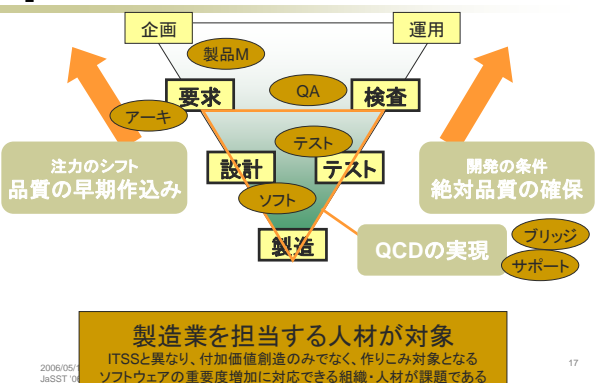 企画
運用
製品M
要求
QA
検査
アーキ
テスト
注力のシフト
品質の早期作込み
設計
テスト
開発の条件
絶対品質の確保
ソフト
製造
QCDの実現
ブリッジ
サポート
製造業を担当する人材が対象
ITSSと異なり、付加価値創造のみでなく、作りこみ対象となる
ソフトウェアの重要度増加に対応できる組織・人材が課題である
2006/05/1
JaSST '0
17